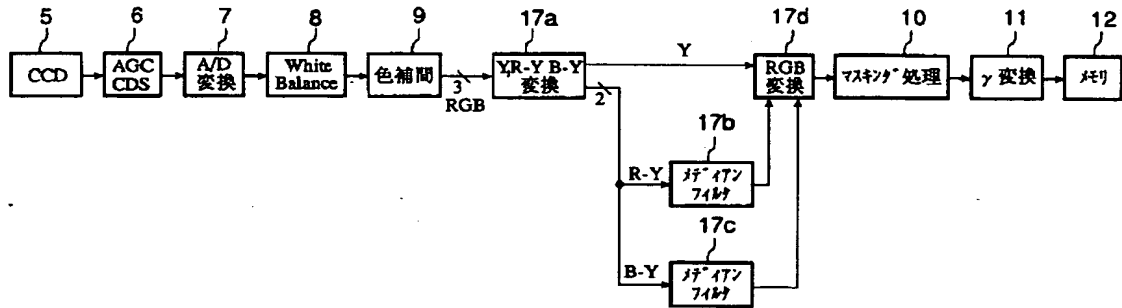 5
6
7
8
9
17a
17d
10
11
12
CCD
AGC
CDS
A/D
変換
White
Balance
色補間
3
RGB
Y,R-Y B-Y
変換
2
Y
RGB
変換
マスキング処理
γ変換
メモリ
17b
R-Y
メディアン
フィルタ
17c
B-Y
メディアン
フィルタ